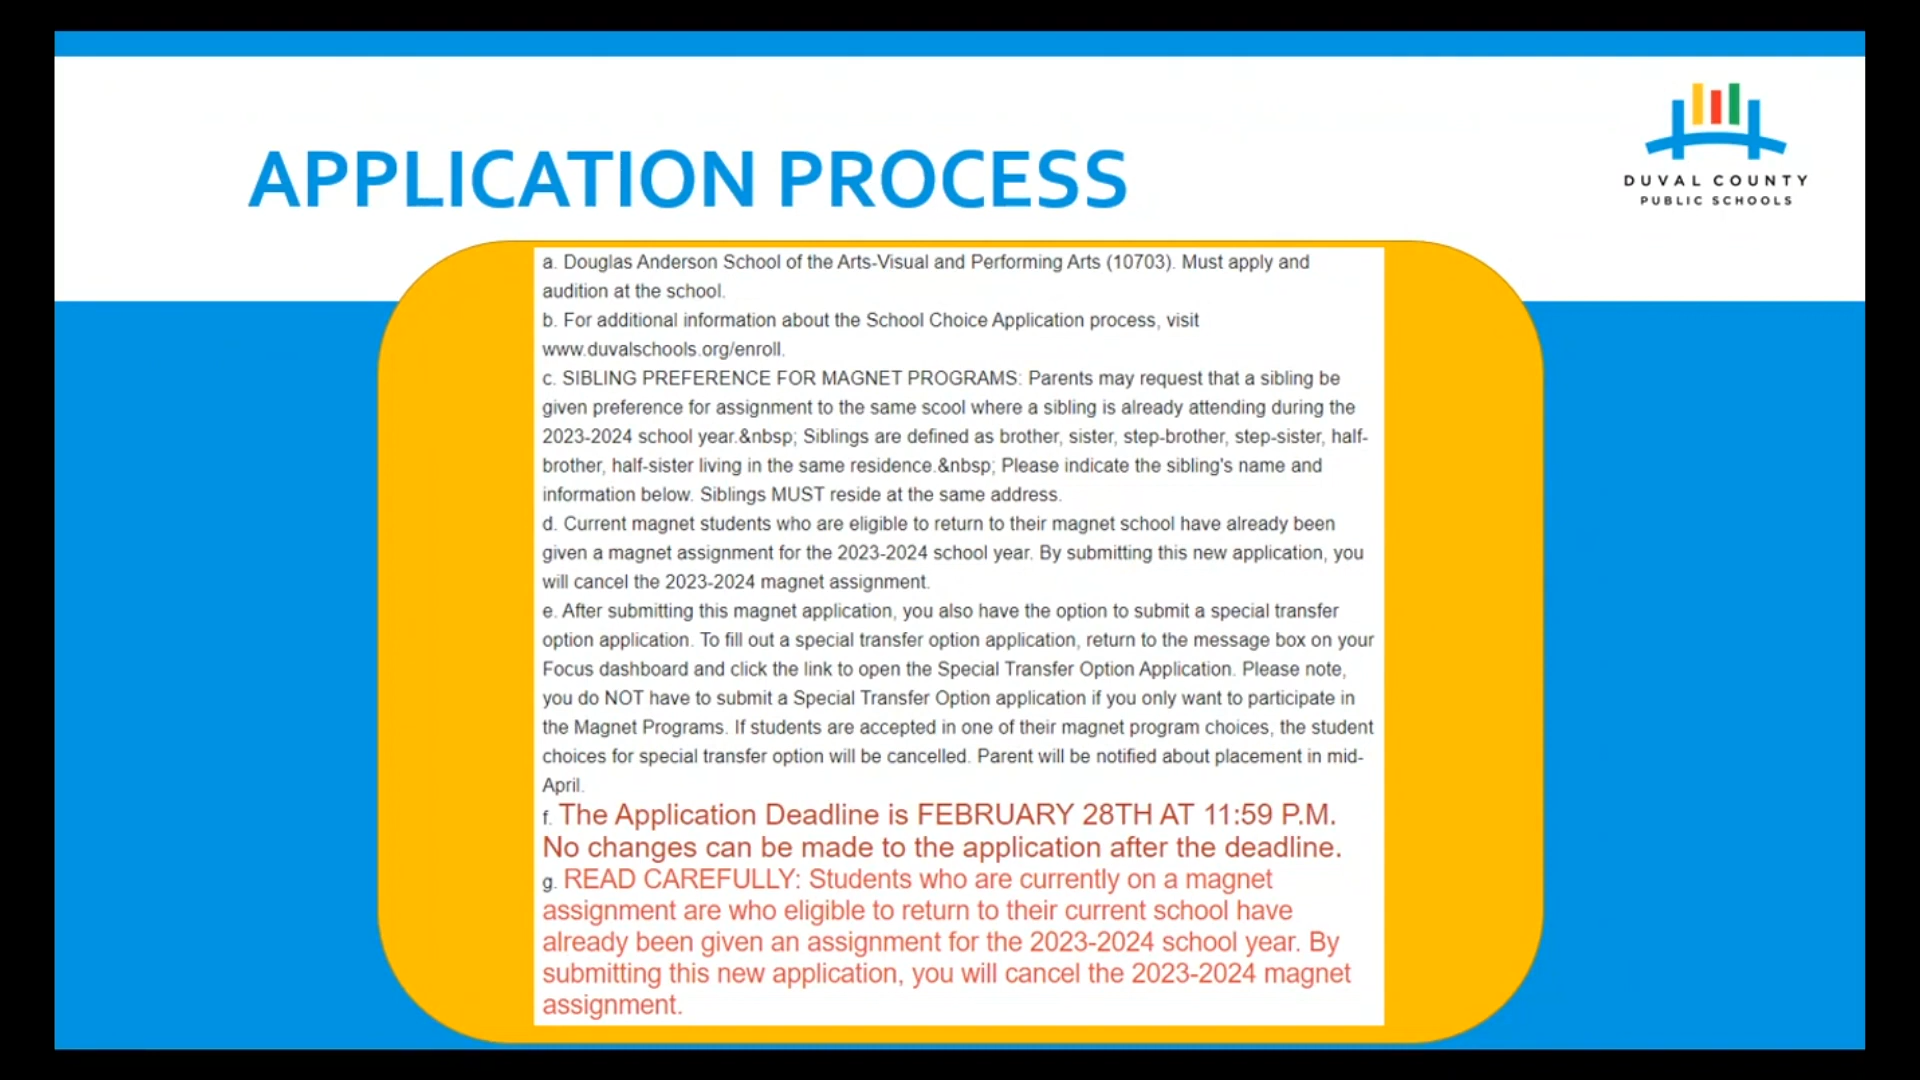 APPLICATION PROCESS
DUVAL COUNTY
PUBLIC SCHOOLS
a. Douglas Anderson School of the Arts-Visual and Performing Arts (10703). Must apply and
audition at the school.
b. For additional information about the School Choice Application process, visit
www.duvalschools.org/enroll.
c. SIBLING PREFERENCE FOR MAGNET PROGRAMS: Parents may request that a sibling be
given preference for assignment to the same scool where a sibling is already attending during the
2023-2024 school year.&nbsp; Siblings are defined as brother, sister, step-brother, step-sister, half-
brother, half-sister living in the same residence.&nbsp; Please indicate the sibling's name and
information below. Siblings MUST reside at the same address.
d. Current magnet students who are eligible to return to their magnet school have already been
given a magnet assignment for the 2023-2024 school year. By submitting this new application, you
will cancel the 2023-2024 magnet assignment.
e. After submitting this magnet application, you also have the option to submit a special transfer
option application. To fill out a special transfer option application, return to the message box on your
Focus dashboard and click the link to open the Special Transfer Option Application. Please note,
you do NOT have to submit a Special Transfer Option application if you only want to participate in
the Magnet Programs. If students are accepted in one of their magnet program choices, the student
choices for special transfer option will be cancelled. Parent will be notified about placement in mid-
April.
f. The Application Deadline is FEBRUARY 28TH AT 11:59 P.M.
No changes can be made to the application after the deadline.
g. READ CAREFULLY: Students who are currently on a magnet
assignment are who eligible to return to their current school have
already been given an assignment for the 2023-2024 school year. By
submitting this new application, you will cancel the 2023-2024 magnet
assignment.